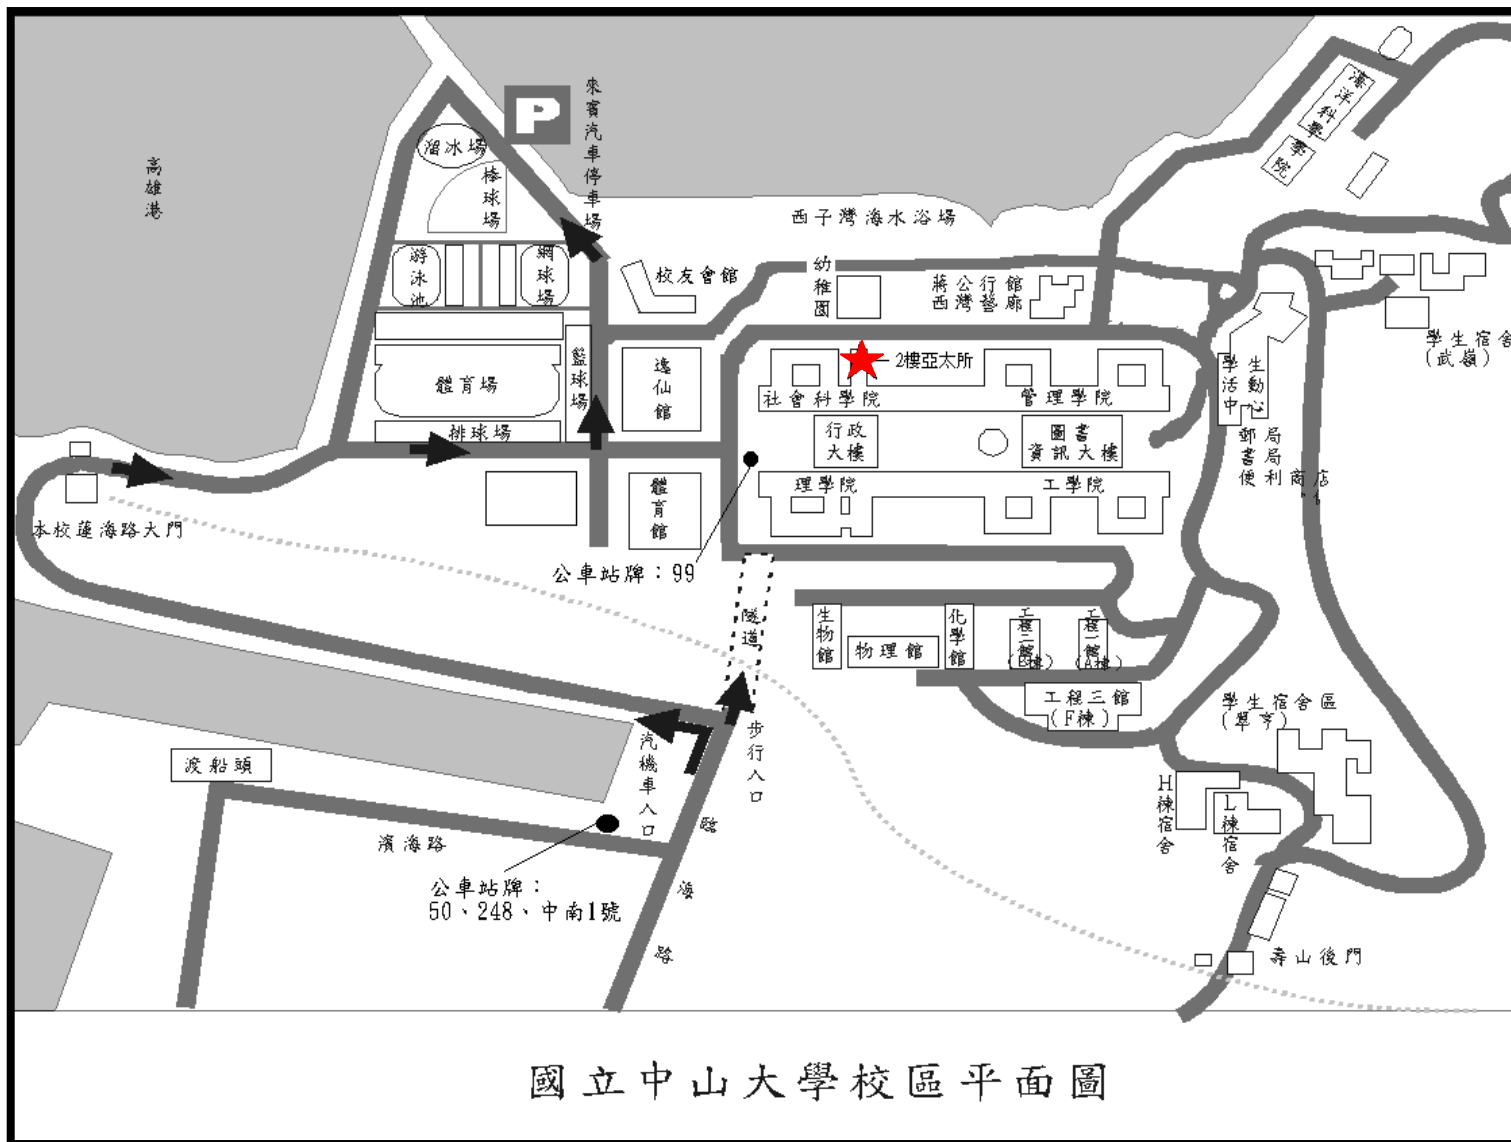 P
來賓汽車停車場
高雄港
溜冰場
棒球場
游泳池
網球場
校友會館
西子灣海水浴場
幼稚園
蔣公行館
西灣藝廊
海洋科學學院
學生宿舍
(武嶺)
體育場
籃球場
排球場
逸仙館
2樓亞太所
社會科學院
管理學院
學生活動中心
行政
大樓
圖書
資訊大樓
郵局
書局
便利商店
理學院
工學院
體育館
本校蓮海路大門
公車站牌：99
隧道
生物館
物理館
化學館
工程二館
(B樓)
工程一館
(A樓)
工程三館
(F棟)
學生宿舍區
(翠亨)
步行入口
汽機車入口
渡船頭
濱海路
臨海路
H棟宿舍
L棟宿舍
公車站牌：
50、248、中南1號
壽山後門
國立中山大學校區平面圖